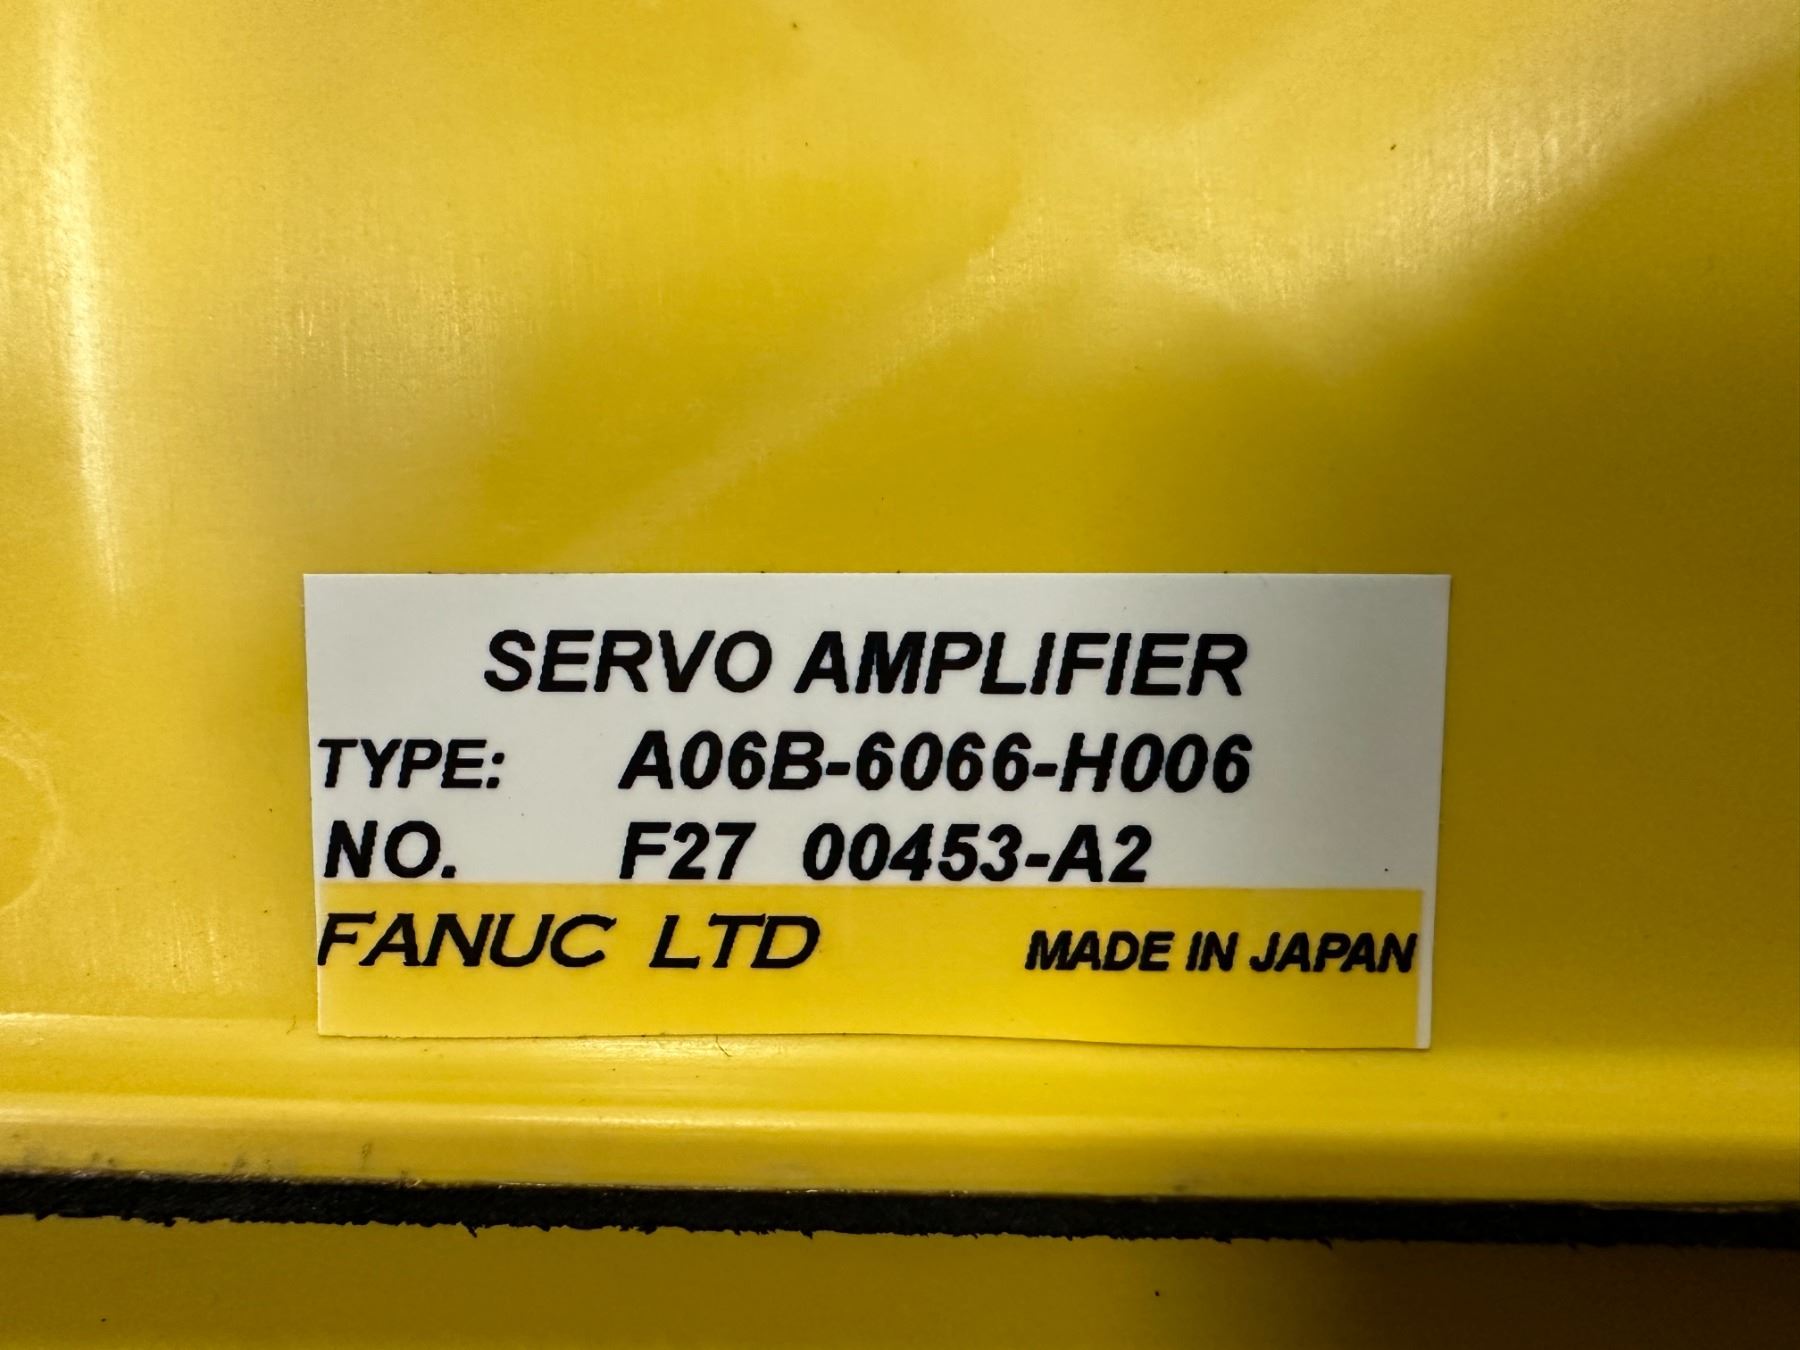 SERVO AMPLIFIER
TYPE: A06B-6066-H006
NO. F27 00453-A2
FANUC LTD MADE IN JAPAN